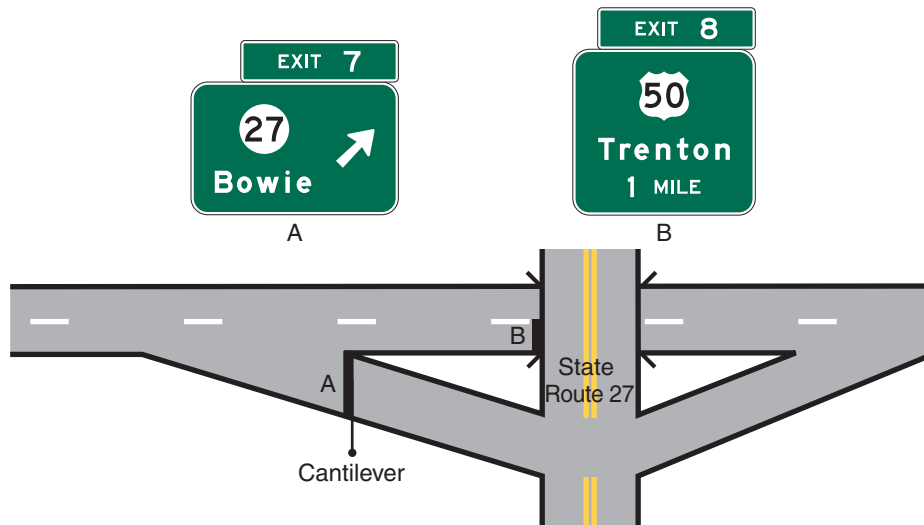 EXIT 7
27
Bowie
A
EXIT 8
50
Trenton
1 MILE
B
B
A
State
Route 27
Cantilever